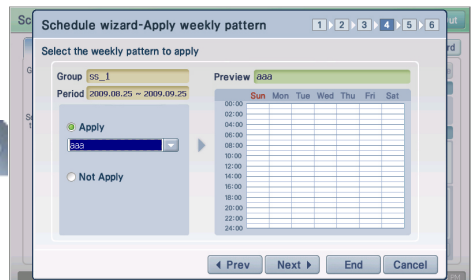 Schedule wizard-Apply weekly pattern
1 2 3 4 5 6
Select the weekly pattern to apply
Group ss_1
Period 2009.08.25 ~ 2009.09.25
Apply
aaa
Not Apply
Preview aaa
Sun Mon Tue Wed Thu Fri Sat
00:00
02:00
04:00
06:00
08:00
10:00
12:00
14:00
16:00
18:00
20:00
22:00
24:00
Prev Next End Cancel